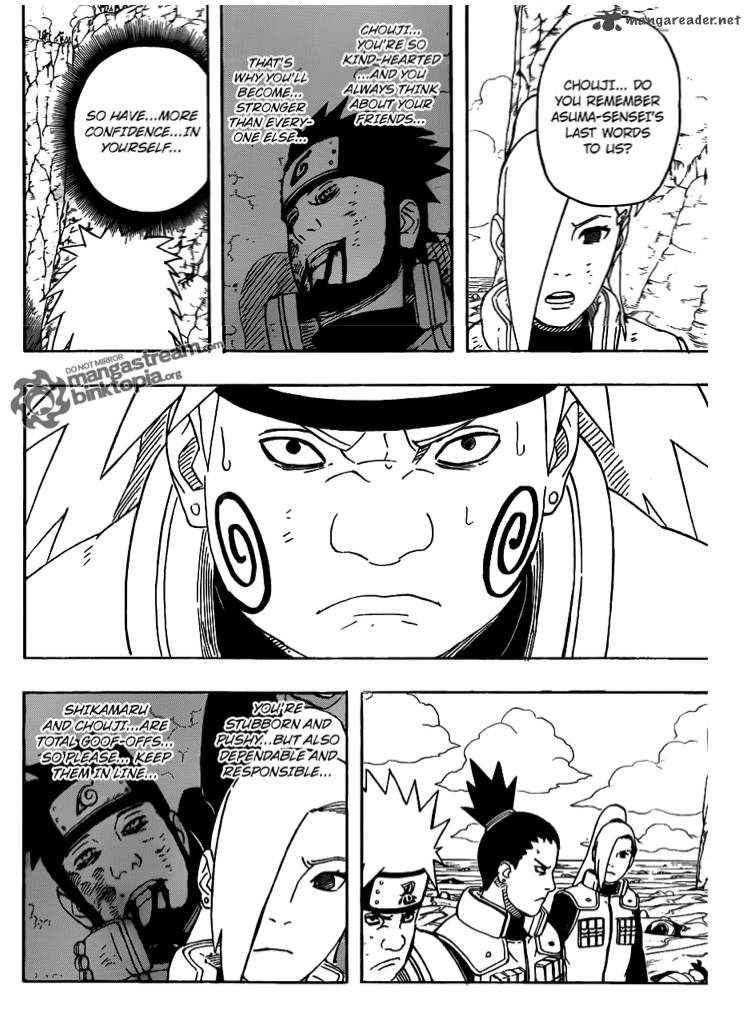 mangareader.net
CHOUJI... DO
YOU REMEMBER
ASUMA-SENSEI'S
LAST WORDS
TO US?
CHOUJI...
YOU'RE SO
KIND-HEARTED
...AND YOU
ALWAYS THINK
ABOUT YOUR
FRIENDS...
THAT'S
WHY YOU'LL
BECOME...
STRONGER
THAN EVERY-
ONE ELSE...
SO HAVE...MORE
CONFIDENCE...IN
YOURSELF...
DO NOT MIRROR
mangastream.com
binktopia.org
忍
YOU'RE
STUBBORN AND
PUSHY...BUT ALSO
DEPENDABLE AND
RESPONSIBLE...
SHIKAMARU
AND CHOUJI...ARE
TOTAL GOOF-OFFS...
SO PLEASE... KEEP
THEM IN LINE...